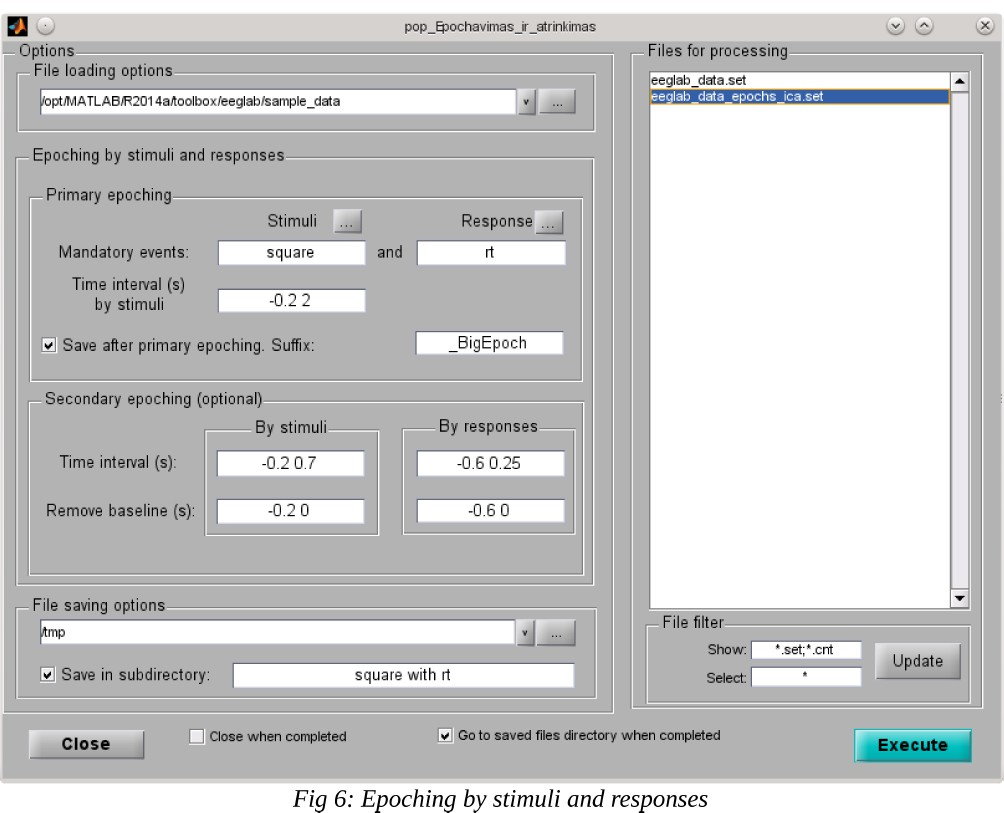 pop_Epochavimas_ir_atrinkimas
Options
File loading options
/opt/MATLAB/R2014a/toolbox/eeglab/sample_data
v
...
Epoching by stimuli and responses
Primary epoching
Stimuli ... Response ...
Mandatory events: square and rt
Time interval (s)
by stimuli
-0.2 2
Save after primary epoching. Suffix: _BigEpoch
Secondary epoching (optional)
By stimuli By responses
Time interval (s): -0.2 0.7 -0.6 0.25
Remove baseline (s): -0.2 0 -0.6 0
File saving options
/tmp
v
...
Save in subdirectory: square with rt
Files for processing
eeglab_data.set
eeglab_data_epochs_ica.set
File filter
Show: *.set;*.cnt
Select: *
Update
Close
Close when completed
Go to saved files directory when completed
Execute
Fig 6: Epoching by stimuli and responses